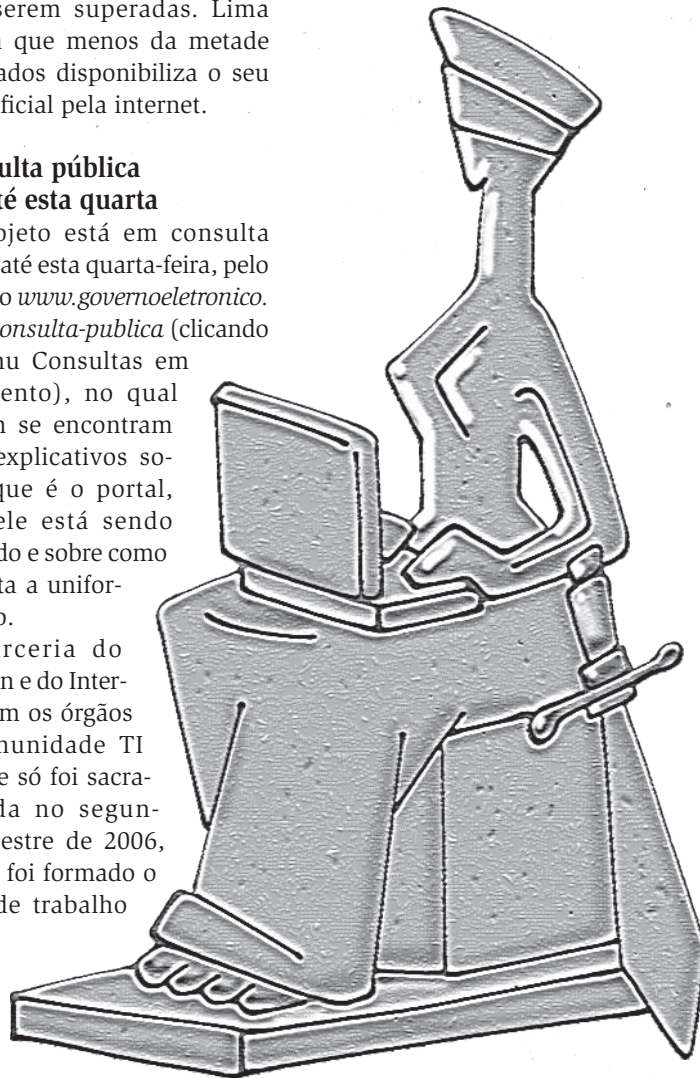 serem superadas. Lima
que menos da metade
ados disponibiliza o seu
ficial pela internet.
ulta pública
té esta quarta
ojeto está em consulta
até esta quarta-feira, pelo
o www.governoeletronico.
onsulta-publica (clicando
nu Consultas em
ento), no qual
n se encontram
explicativos so-
que é o portal,
ele está sendo
do e sobre como
ta a unifor-
o.
rceria do
n e do Inter-
m os órgãos
munidade TI
e só foi sacra-
da no segun-
estre de 2006,
foi formado o
de trabalho